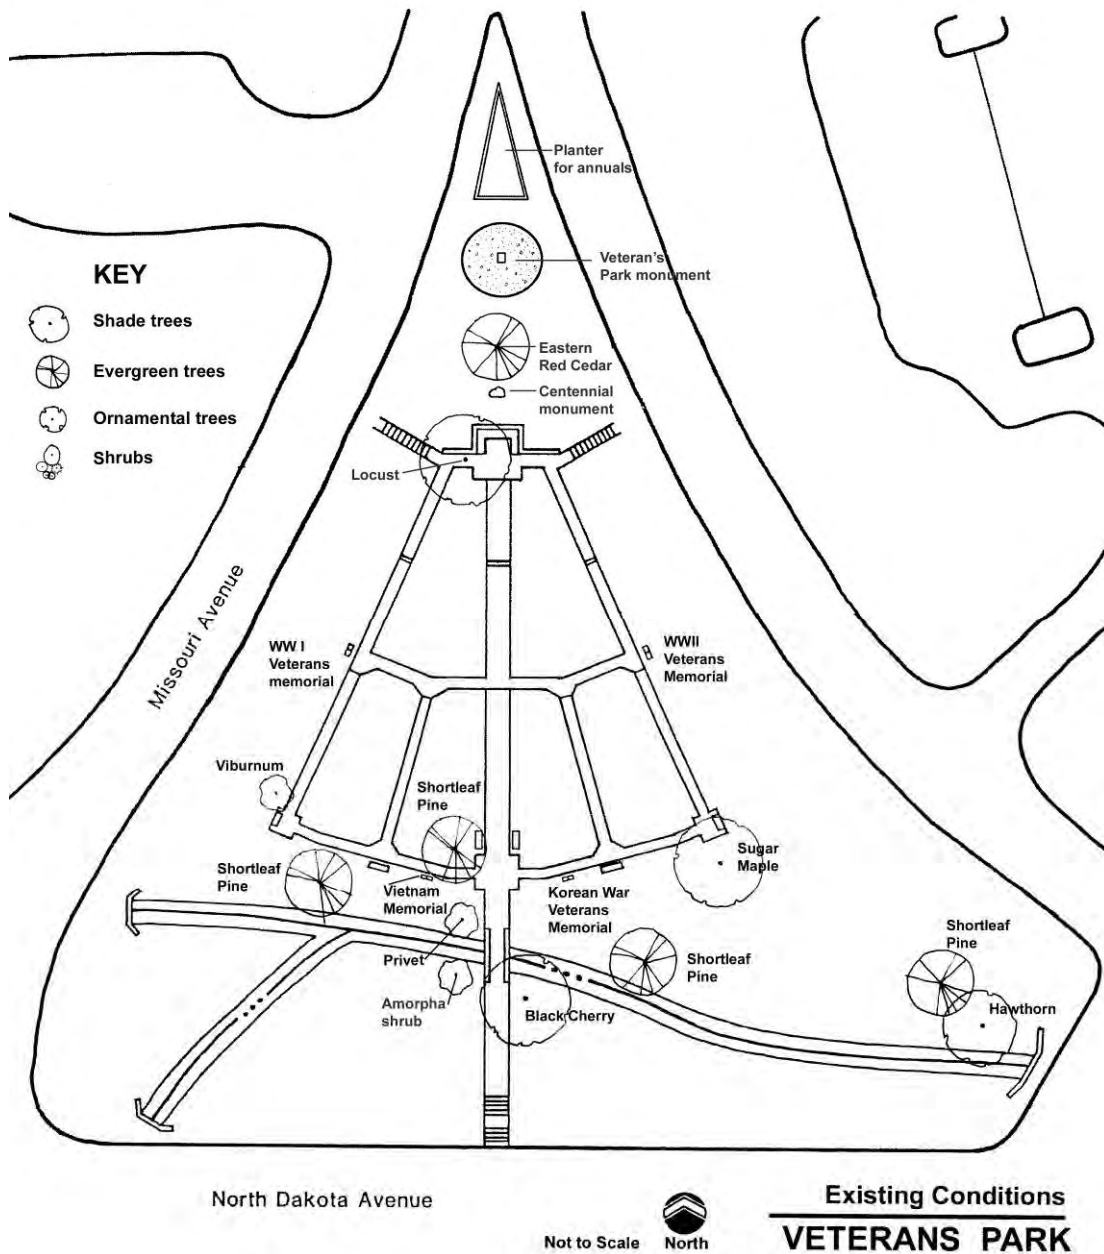 Planter
for annuals
Veteran's
Park monument
KEY
Shade trees
Evergreen trees
Ornamental trees
Shrubs
Eastern
Red Cedar
Centennial
monument
Locust
Missouri Avenue
WW I
Veterans
memorial
WWII
Veterans
Memorial
Viburnum
Shortleaf
Pine
Sugar
Maple
Shortleaf
Pine
Vietnam
Memorial
Korean War
Veterans
Memorial
Shortleaf
Pine
Privet
Shortleaf
Pine
Amorpha
shrub
Black Cherry
Hawthorn
North Dakota Avenue
Existing Conditions
VETERANS PARK
Not to Scale
North